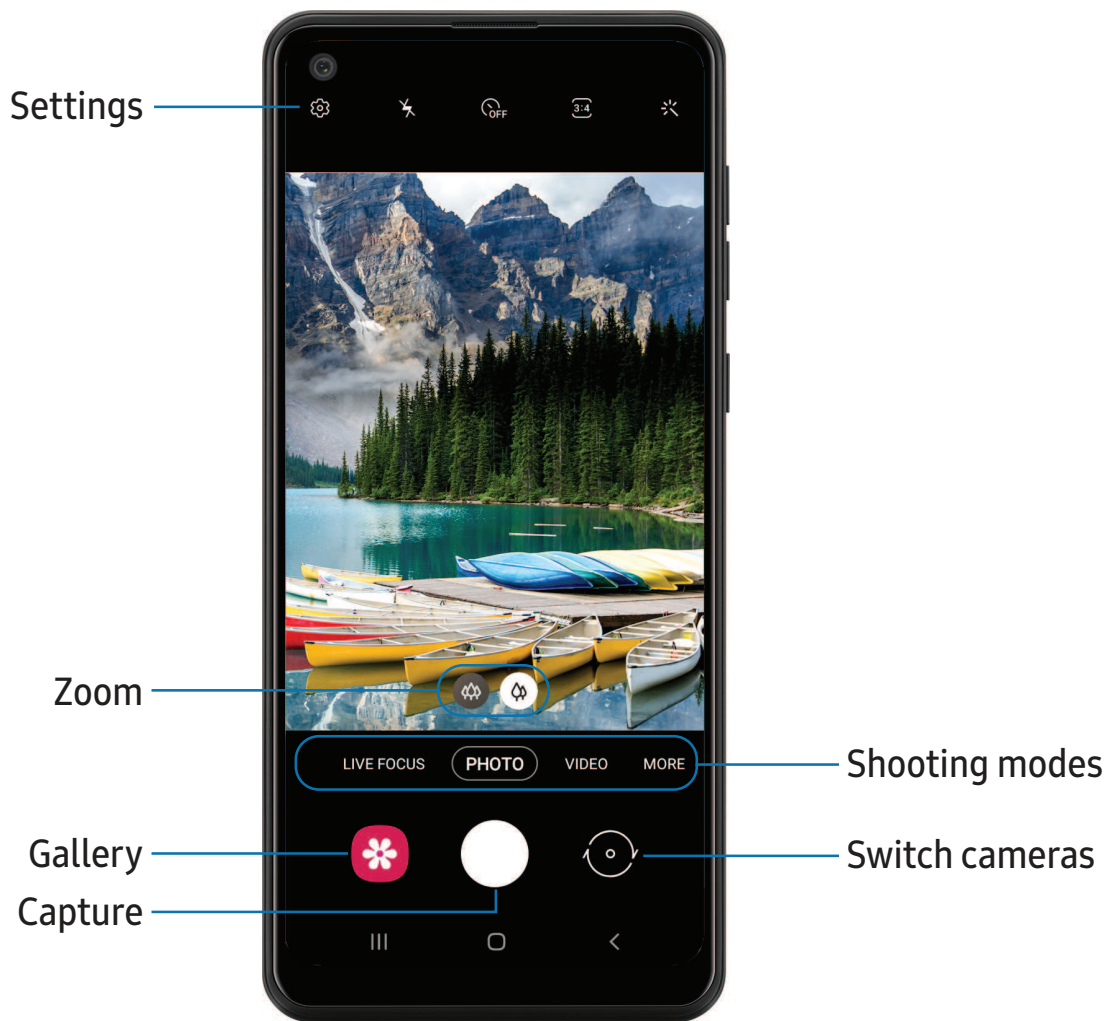 Settings
OFF
3:4
Zoom
LIVE FOCUS PHOTO VIDEO MORE
Shooting modes
Gallery
Switch cameras
Capture